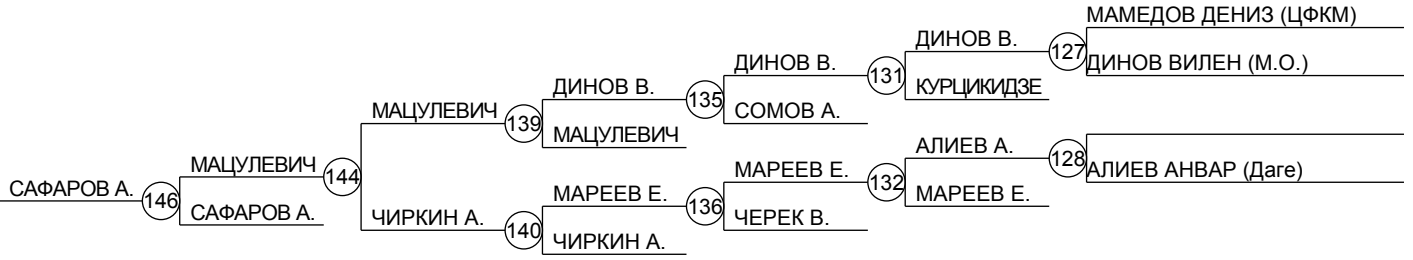 МАМЕДОВ ДЕНИЗ (ЦФКМ)
ДИНОВ В.
127
ДИНОВ В.
131
ДИНОВ ВИЛЕН (М.О.)
ДИНОВ В.
135
КУРЦИКИДЗЕ
МАЦУЛЕВИЧ
139
СОМОВ А.
МАЦУЛЕВИЧ
АЛИЕВ А.
128
МАЦУЛЕВИЧ
144
МАРЕЕВ Е.
132
АЛИЕВ АНВАР (Даге)
САФАРОВ А.
146
МАРЕЕВ Е.
136
МАРЕЕВ Е.
САФАРОВ А.
ЧИРКИН А.
140
ЧЕРЕК В.
ЧИРКИН А.